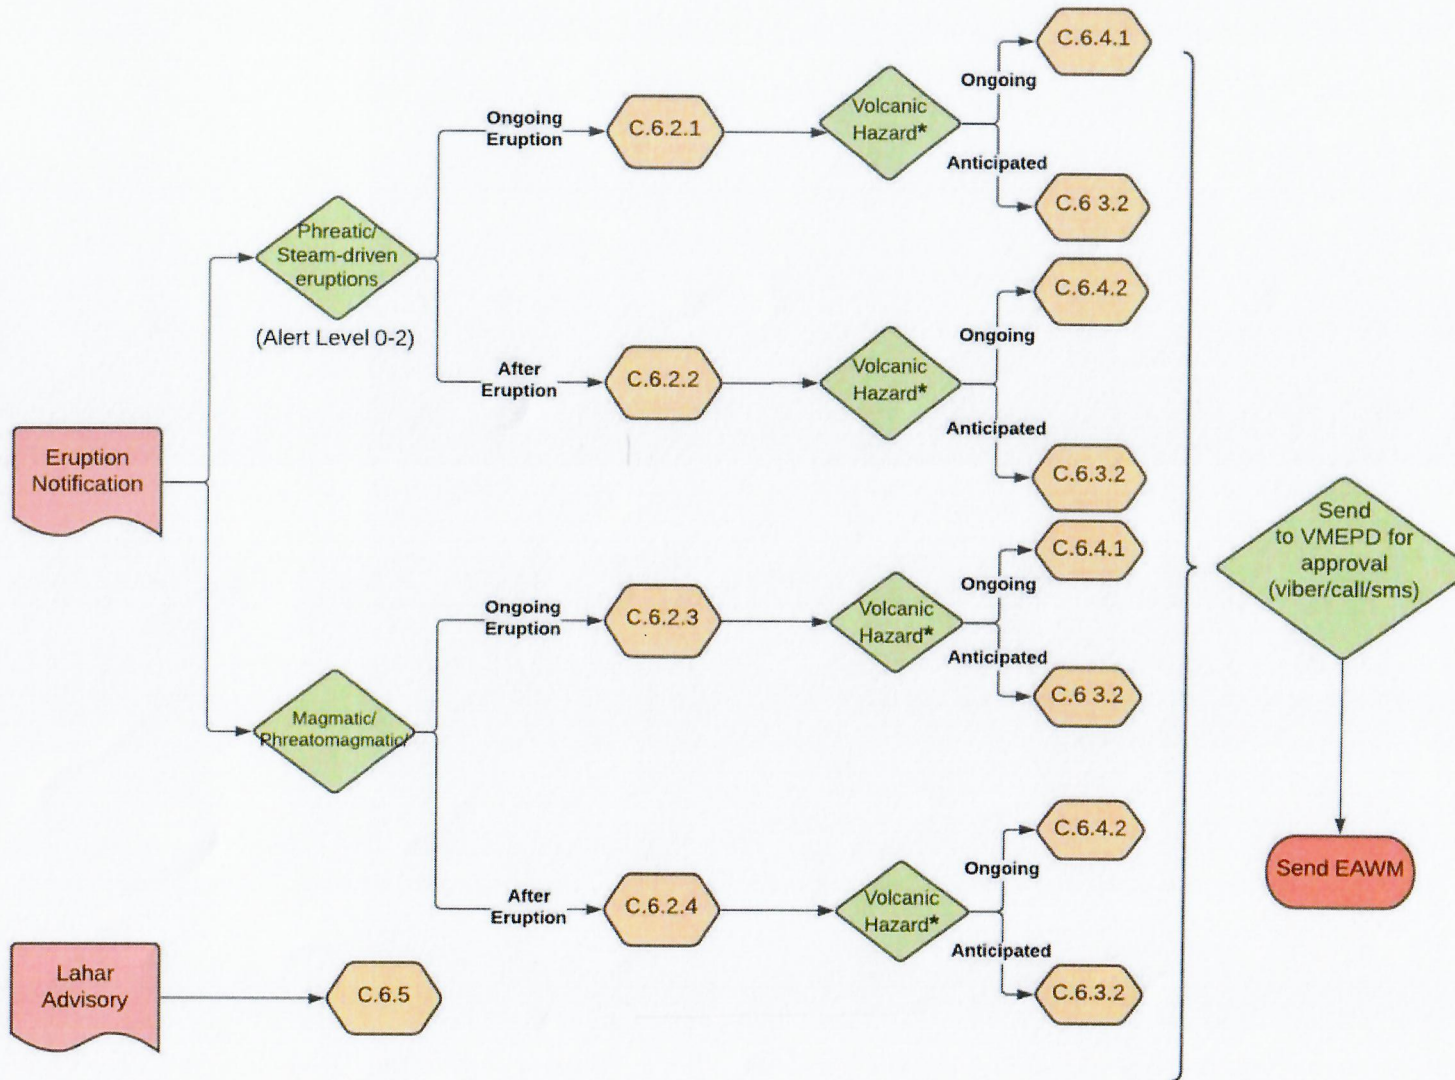 Eruption
Notification
Phreatic/
Steam-driven
eruptions
(Alert Level 0-2)
Ongoing
Eruption
C.6.2.1
Volcanic
Hazard*
Ongoing
C.6.4.1
Anticipated
C.6 3.2
After
Eruption
C.6.2.2
Volcanic
Hazard*
Ongoing
C.6.4.2
Anticipated
C.6.3.2
Magmatic/
Phreatomagmatic/
Ongoing
Eruption
C.6.2.3
Volcanic
Hazard*
Ongoing
C.6.4.1
Anticipated
C.6 3.2
After
Eruption
C.6.2.4
Volcanic
Hazard*
Ongoing
C.6.4.2
Anticipated
C.6.3.2
Lahar
Advisory
C.6.5
Send
to VMEPD for
approval
(viber/call/sms)
Send EAWM